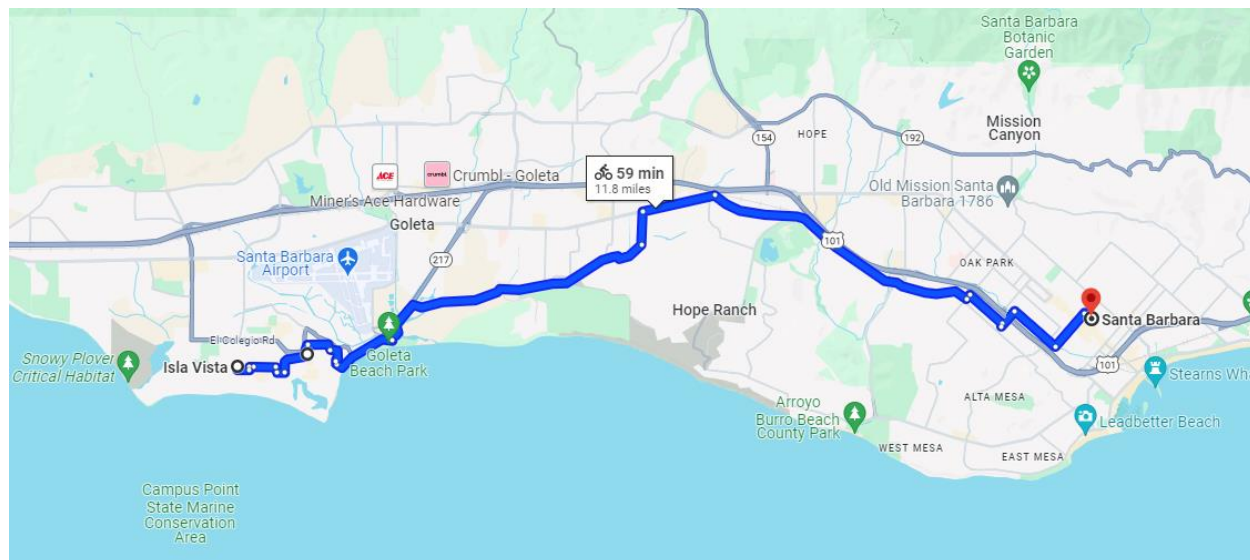 Santa Barbara
Botanic
Garden
Mission
Canyon
HOPE
154
192
59 min
11.8 miles
ACE
crumbl
Crumbl - Goleta
Miner's Ace Hardware
Goleta
Old Mission Santa
Barbara 1786
217
101
Santa Barbara
Airport
OAK PARK
Hope Ranch
Santa Barbara
El Colegio Rd
Snowy Plover
Critical Habitat
Isla Vista
Goleta
Beach Park
101
Stearns Wha
ALTA MESA
Leadbetter Beach
Arroyo
Burro Beach
County Park
WEST MESA
EAST MESA
Campus Point
State Marine
Conservation
Area